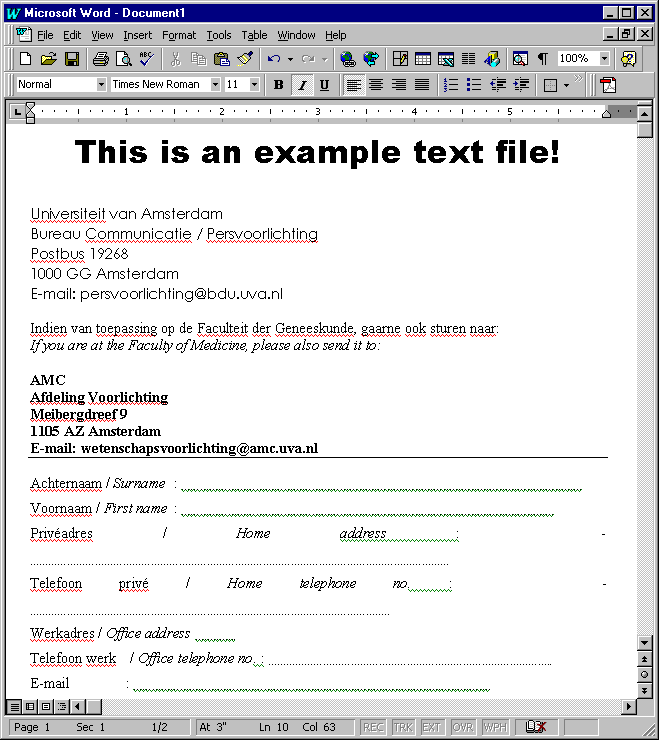 Microsoft Word - Document1
File Edit View Insert Format Tools Table Window Help
100%
Normal Times New Roman 11 B I U
1 2 3 4 5
This is an example text file!
Universiteit van Amsterdam
Bureau Communicatie / Persvoorlichting
Postbus 19268
1000 GG Amsterdam
E-mail: persvoorlichting@bdu.uva.nl
Indien van toepassing op de Faculteit der Geneeskunde, gaarne ook sturen naar:
If you are at the Faculty of Medicine, please also send it to:
AMC
Afdeling Voorlichting
Meibergdreef 9
1105 AZ Amsterdam
E-mail: wetenschapsvoorlichting@amc.uva.nl
Achternaam / Surname :
Voornaam / First name :
Privéadres / Home address : -
Telefoon privé / Home telephone no. : -
Werkadres / Office address
Telefoon werk / Office telephone no. :
E-mail :
Page 1 Sec 1 1/2 At 3" Ln 10 Col 63 REC TRK EXT OVR WPH